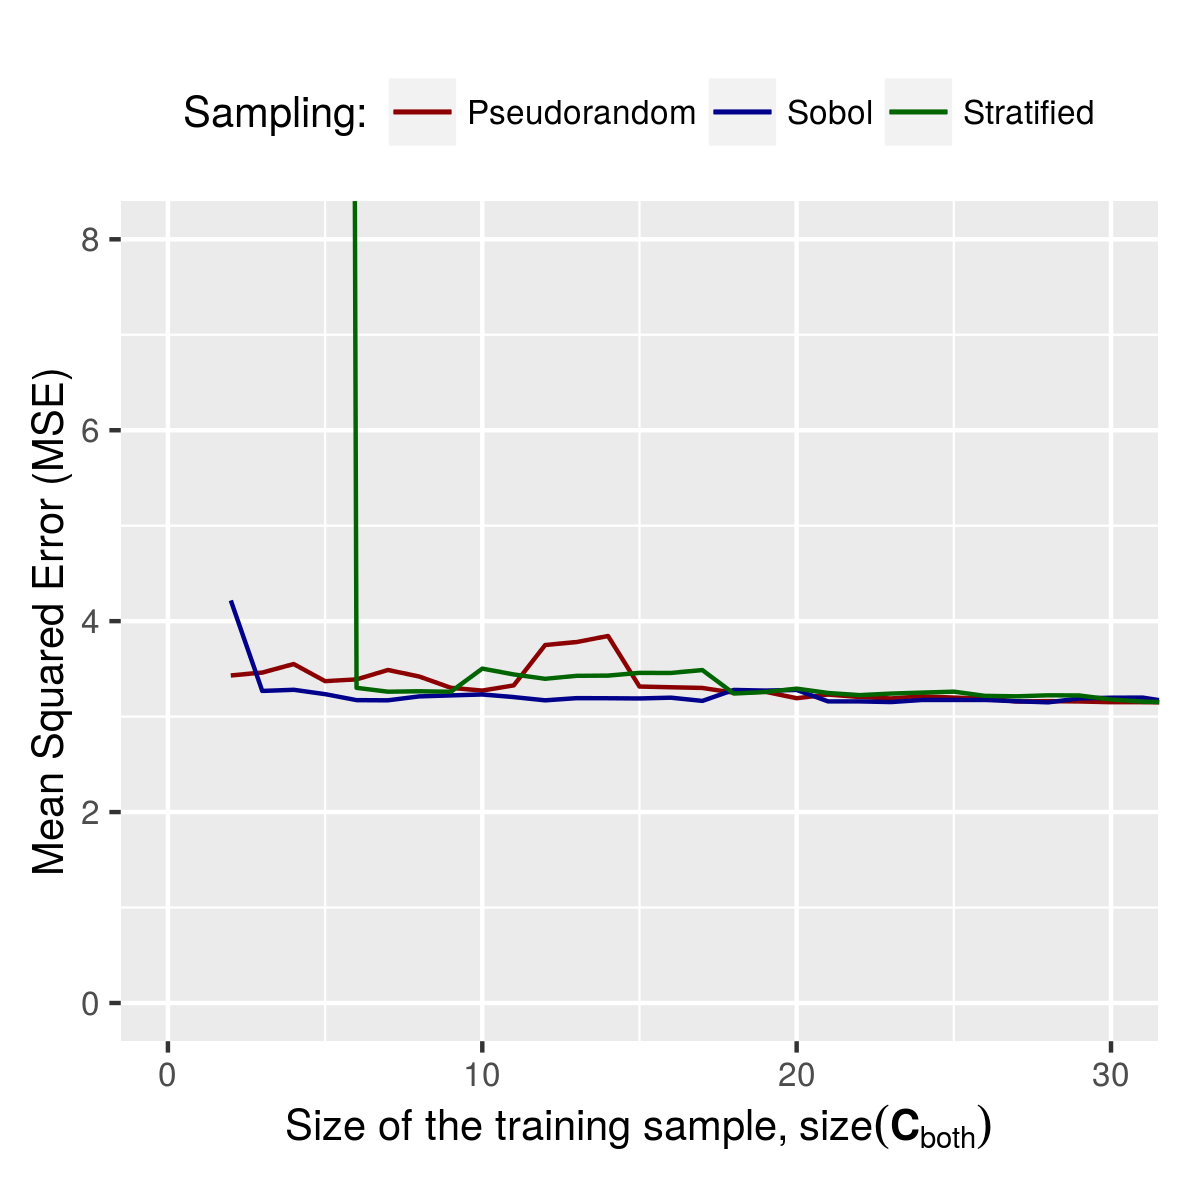 Sampling: Pseudorandom Sobol Stratified
8
6
4
2
0
Mean Squared Error (MSE)
0 10 20 30
Size of the training sample, size(C_both)